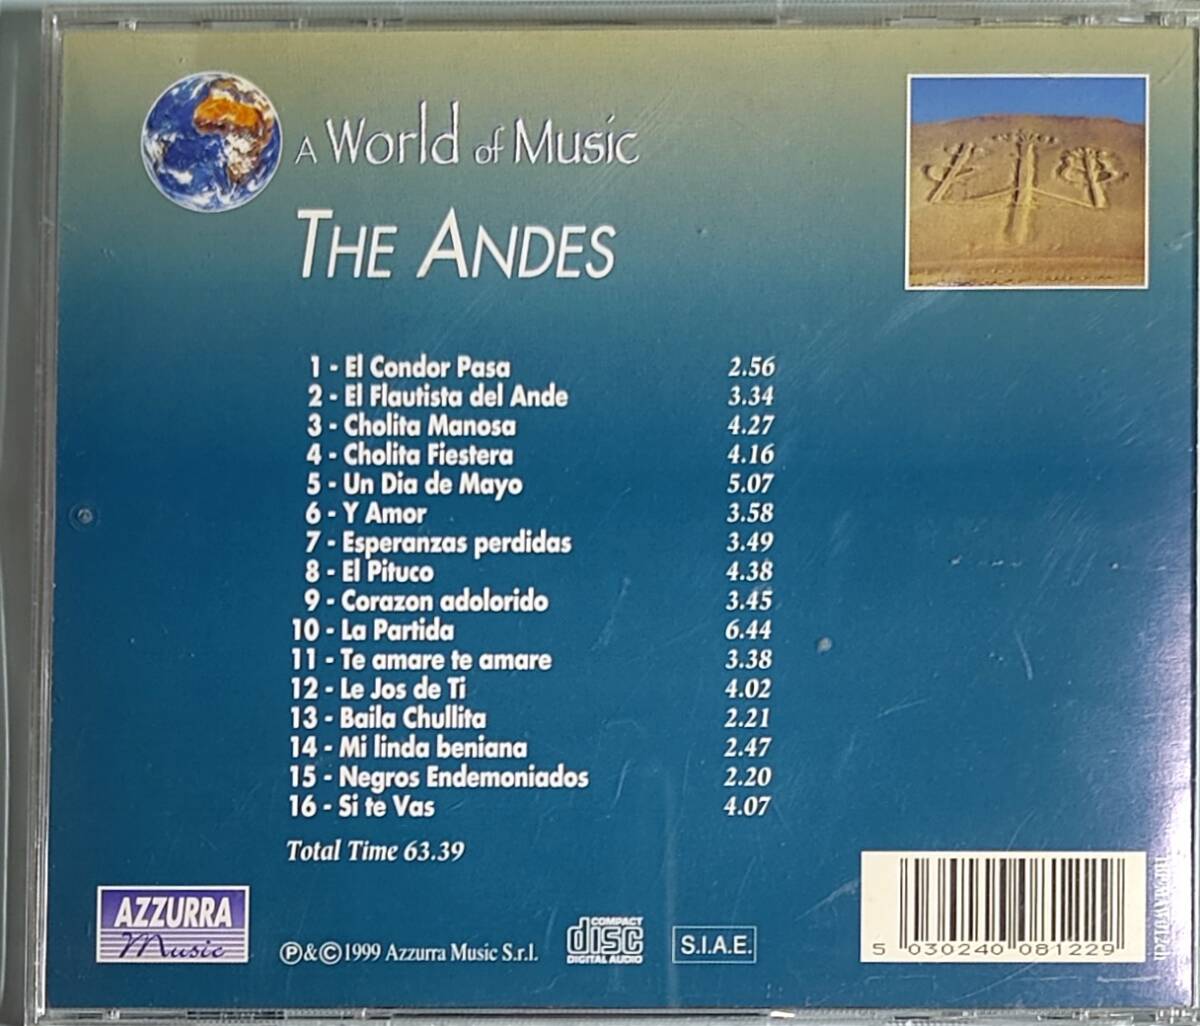 A World of Music
THE ANDES
1 - El Condor Pasa 2.56
2 - El Flautista del Ande 3.34
3 - Cholita Manosa 4.27
4 - Cholita Fiestera 4.16
5 - Un Dia de Mayo 5.07
6 - Y Amor 3.58
7 - Esperanzas perdidas 3.49
8 - El Pituco 4.38
9 - Corazon adolorido 3.45
10 - La Partida 6.44
11 - Te amare te amare 3.38
12 - Le Jos de Ti 4.02
13 - Baila Chullita 2.21
14 - Mi linda beniana 2.47
15 - Negros Endemoniados 2.20
16 - Si te Vas 4.07
Total Time 63.39
AZZURRA
Music
℗&©1999 Azzurra Music S.r.l.
COMPACT
disc
DIGITAL AUDIO
S.I.A.E.
5 030240 081229